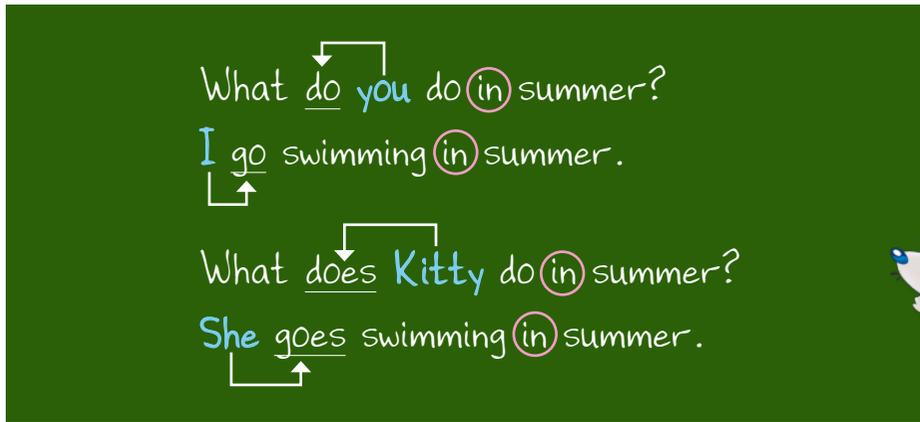 What do you do in summer?
I go swimming in summer.
What does Kitty do in summer?
She goes swimming in summer.